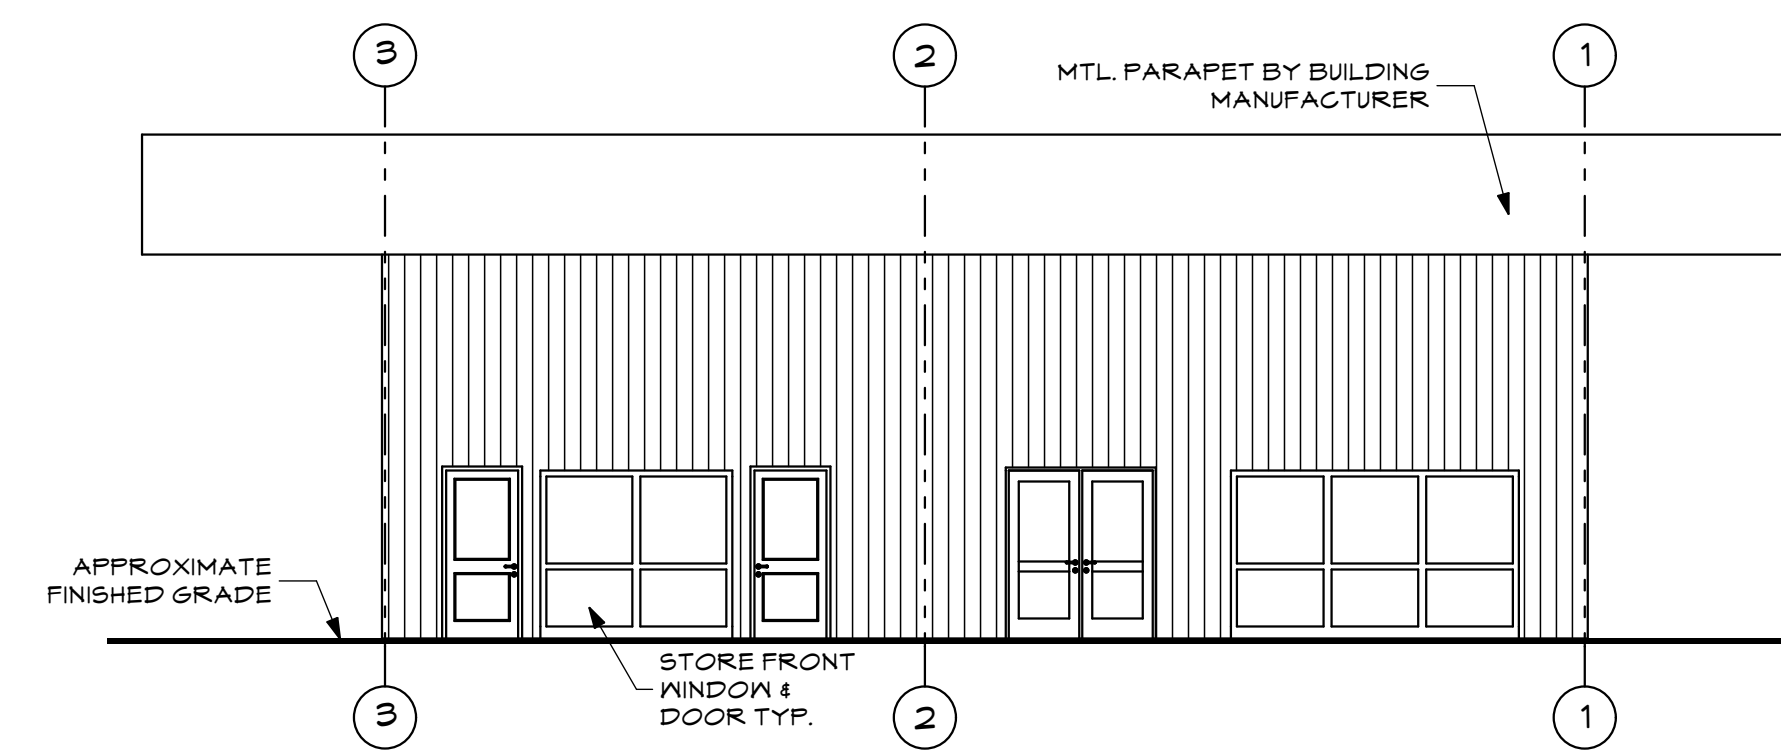 3
2
1
MTL. PARAPET BY BUILDING
MANUFACTURER
APPROXIMATE
FINISHED GRADE
STORE FRONT
WINDOW &
DOOR TYP.
3
2
1